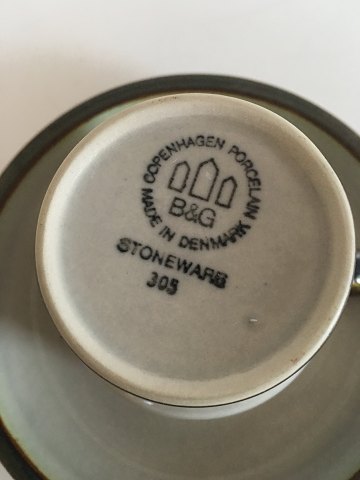 COPENHAGEN PORCELAIN
B&G
MADE IN DENMARK
STONEWARE
305